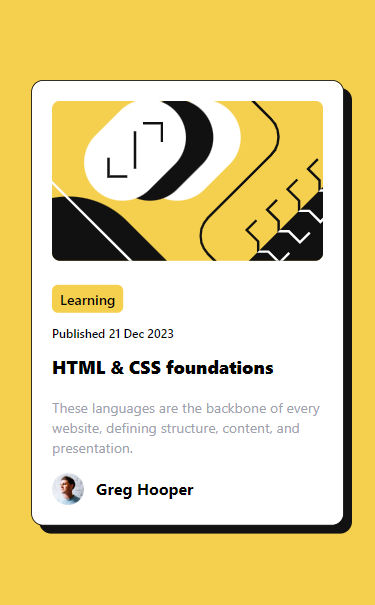 Learning
Published 21 Dec 2023
HTML & CSS foundations
These languages are the backbone of every
website, defining structure, content, and
presentation.
Greg Hooper